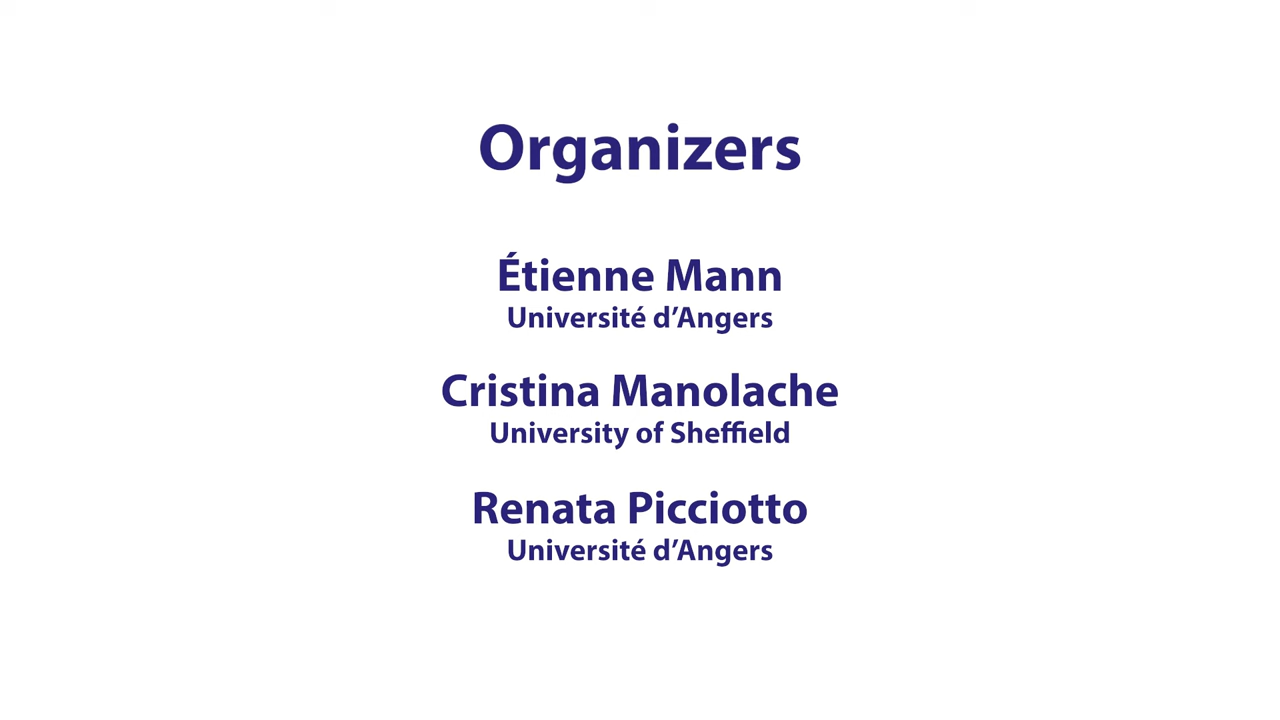 Organizers
Étienne Mann
Université d’Angers
Cristina Manolache
University of Sheffield
Renata Picciotto
Université d’Angers